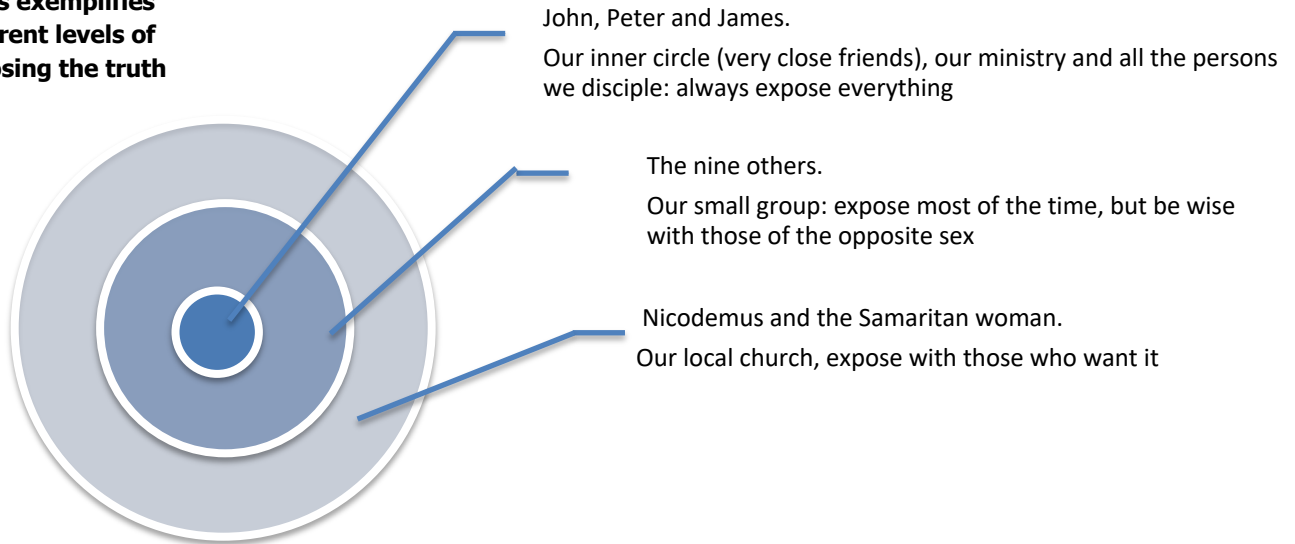 s exemplifies
rent levels of
sing the truth
John, Peter and James.
Our inner circle (very close friends), our ministry and all the persons
we disciple: always expose everything
The nine others.
Our small group: expose most of the time, but be wise
with those of the opposite sex
Nicodemus and the Samaritan woman.
Our local church, expose with those who want it